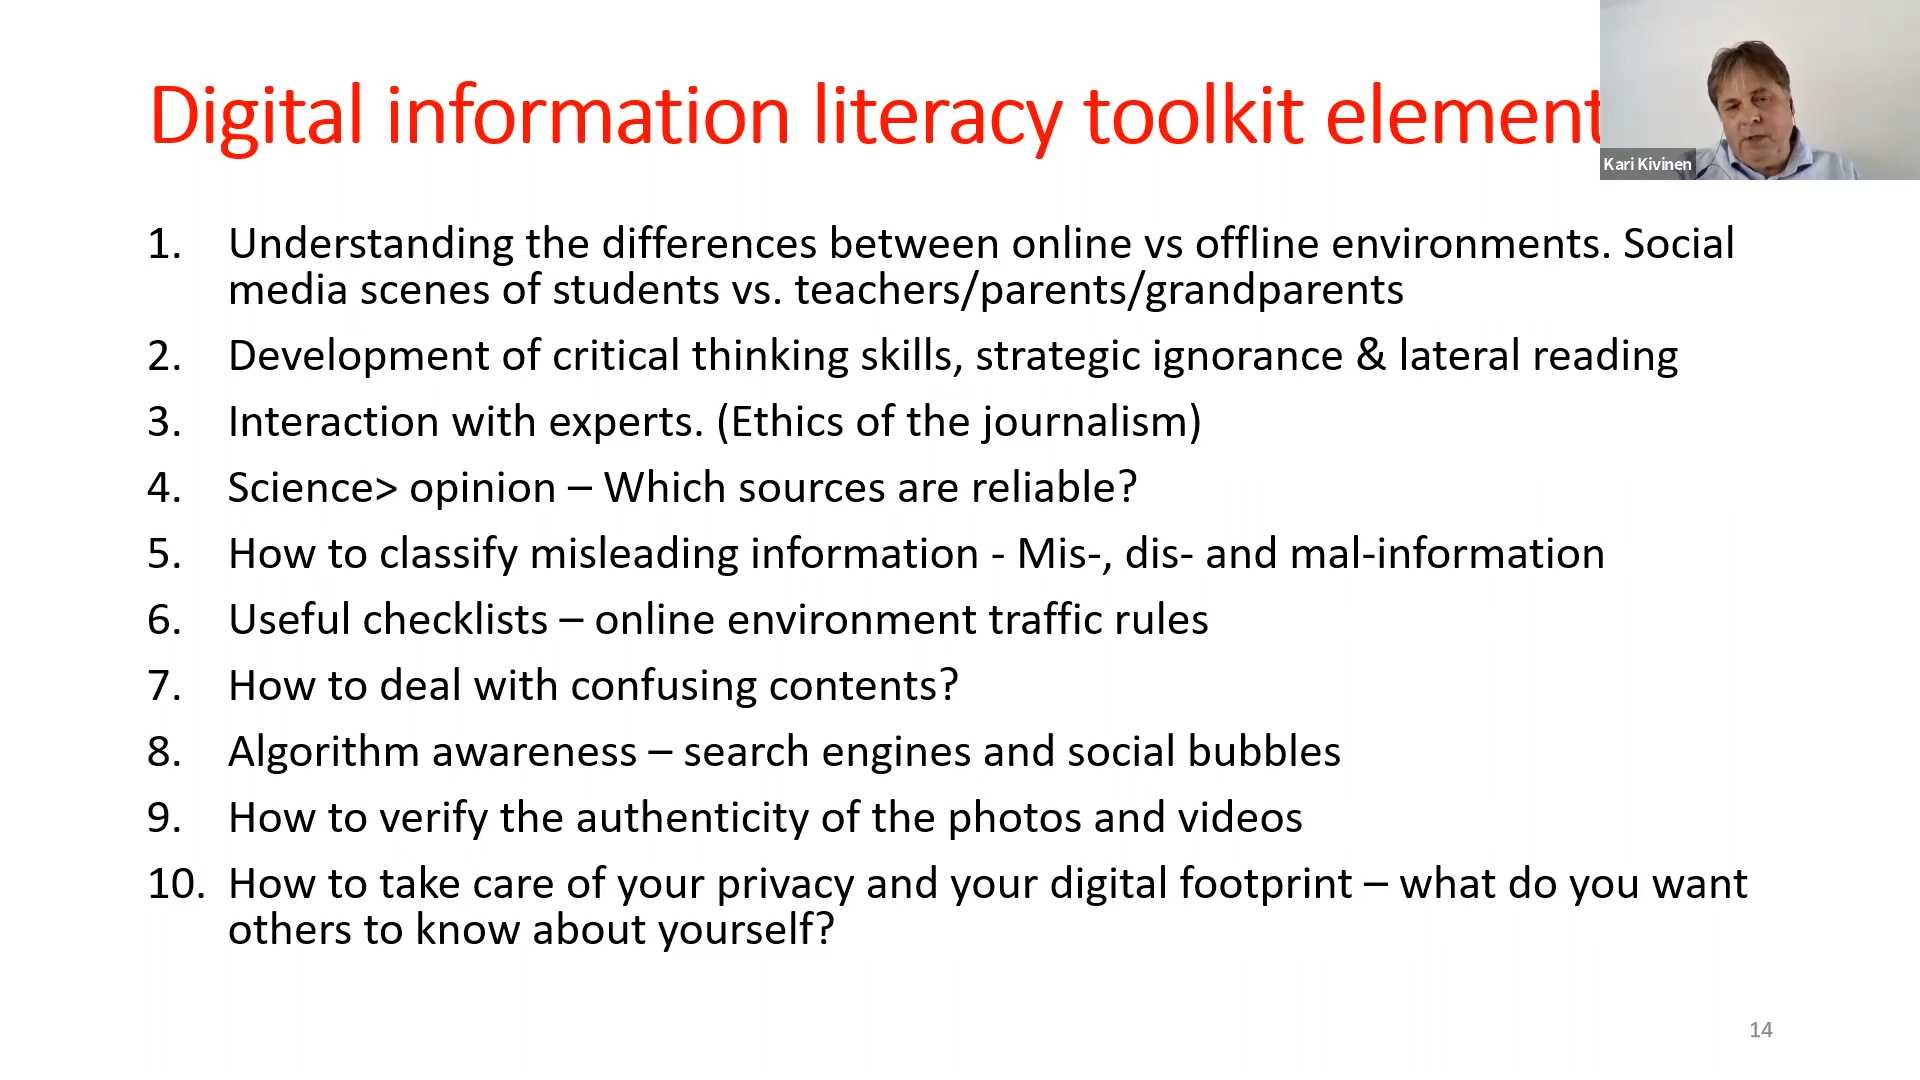 Digital information literacy toolkit element
Kari Kivinen
1. Understanding the differences between online vs offline environments. Social
media scenes of students vs. teachers/parents/grandparents
2. Development of critical thinking skills, strategic ignorance & lateral reading
3. Interaction with experts. (Ethics of the journalism)
4. Science> opinion – Which sources are reliable?
5. How to classify misleading information - Mis-, dis- and mal-information
6. Useful checklists – online environment traffic rules
7. How to deal with confusing contents?
8. Algorithm awareness – search engines and social bubbles
9. How to verify the authenticity of the photos and videos
10. How to take care of your privacy and your digital footprint – what do you want
others to know about yourself?
14